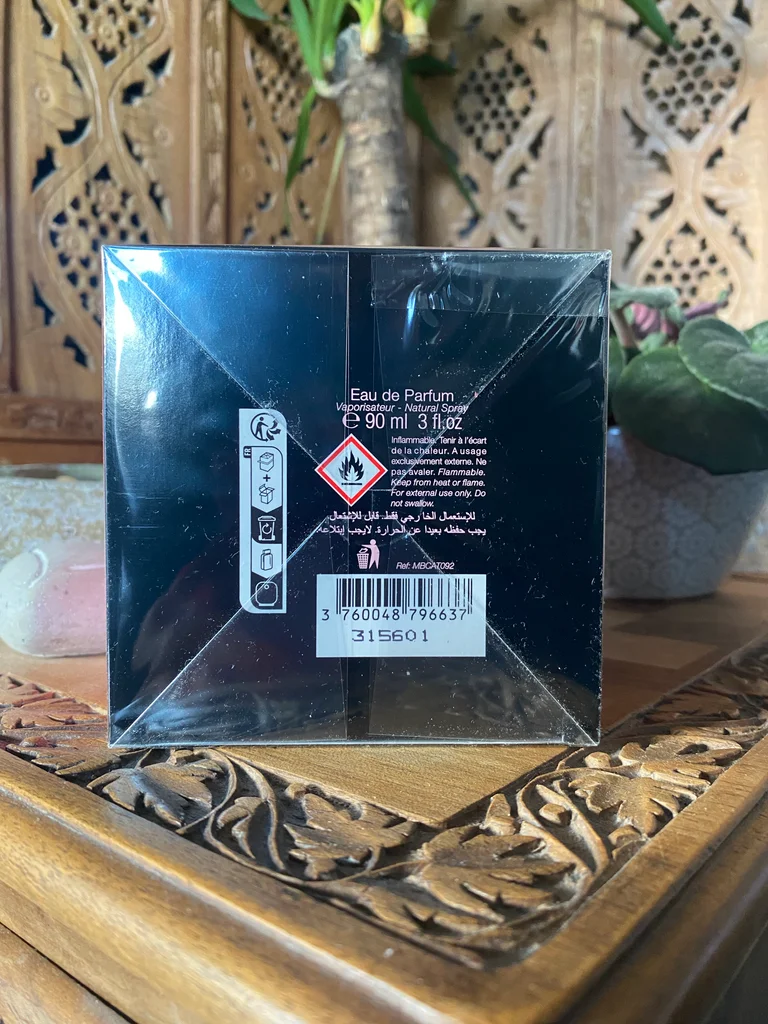 Eau de Parfum
Vaporisateur - Natural Spray
℮ 90 ml 3 fl.oz
Inflammable. Tenir à l'écart
de la chaleur. A usage
exclusivement externe. Ne
pas avaler. Flammable.
Keep from heat or flame.
For external use only. Do
not swallow.
للإستعمال الخارجي فقط. قابل للإشتعال
يجب حفظه بعيدا عن الحرارة. لايجب إبتلاعه.
FR
+
Ref: MBCAT092
3 760048 796637
315601